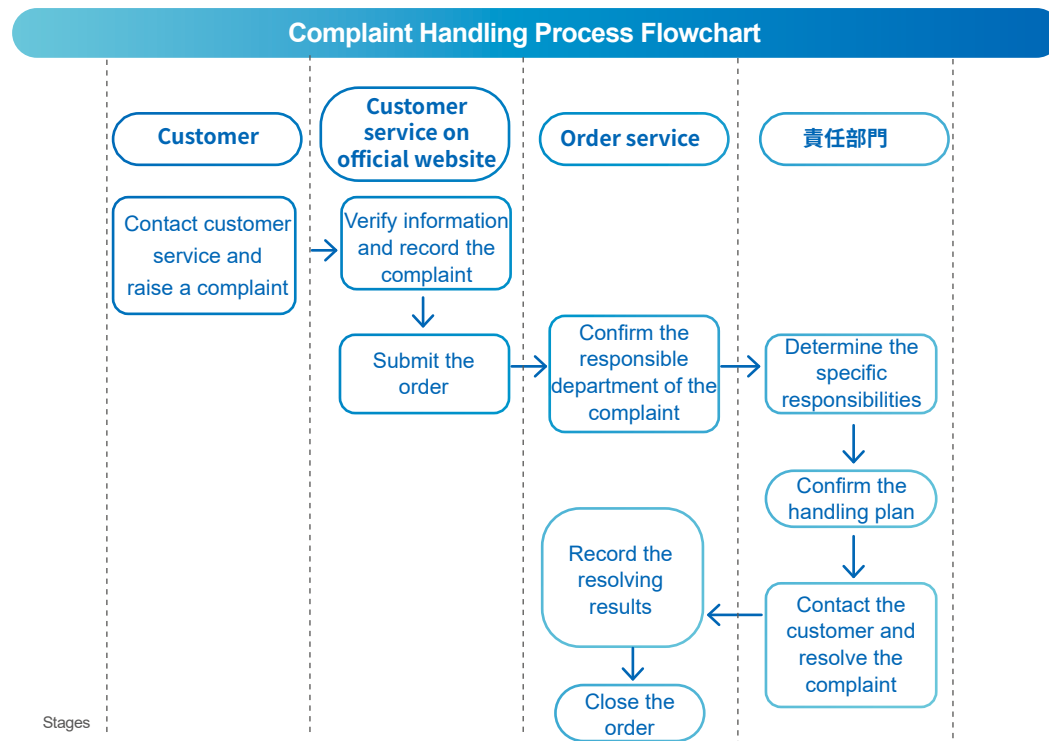 Complaint Handling Process Flowchart
Customer
Customer
service on
official website
Order service
責任部門
Contact customer
service and
raise a complaint
Verify information
and record the
complaint
Submit the
order
Confirm the
responsible
department of the
complaint
Determine the
specific
responsibilities
Confirm the
handling plan
Contact the
customer and
resolve the
complaint
Record the
resolving
results
Close the
order
Stages